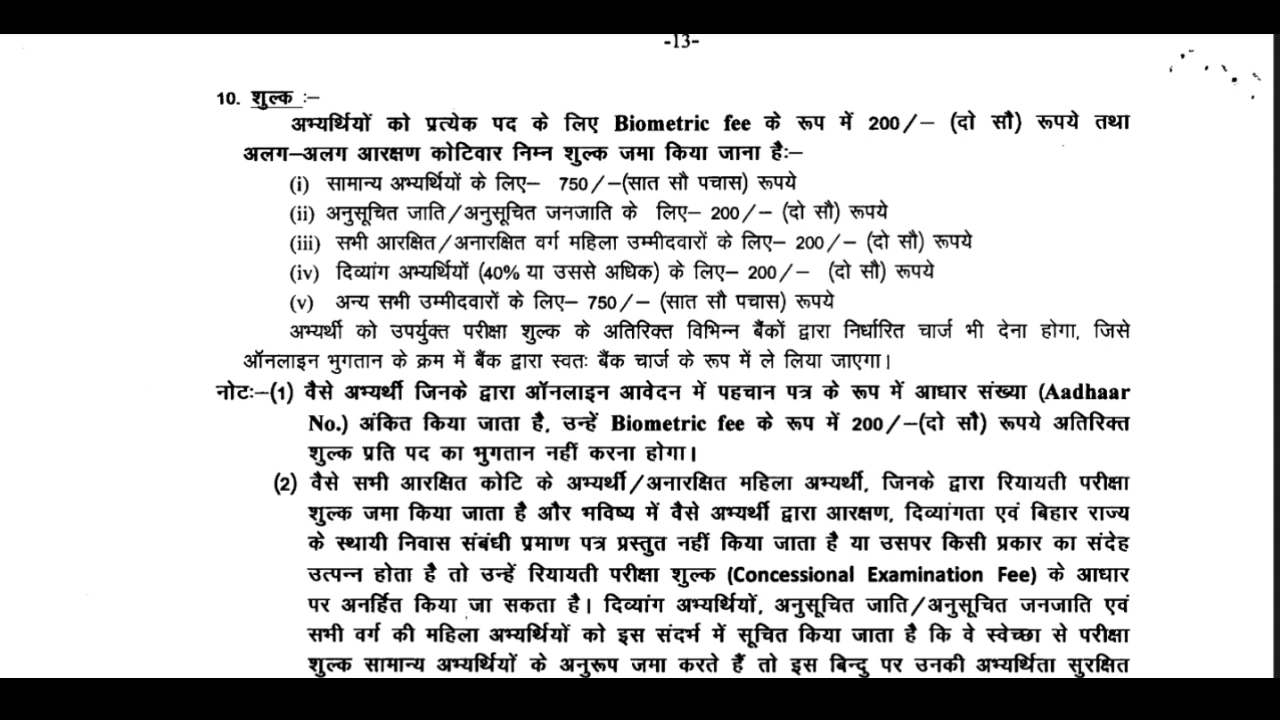 -13-
10. शुल्क :–
अभ्यर्थियों को प्रत्येक पद के लिए Biometric fee के रूप में 200/– (दो सौ) रूपये तथा
अलग–अलग आरक्षण कोटिवार निम्न शुल्क जमा किया जाना हैः–
(i) सामान्य अभ्यर्थियों के लिए– 750/–(सात सौ पचास) रूपये
(ii) अनुसूचित जाति/अनुसूचित जनजाति के लिए– 200/– (दो सौ) रूपये
(iii) सभी आरक्षित/अनारक्षित वर्ग महिला उम्मीदवारों के लिए– 200/– (दो सौ) रूपये
(iv) दिव्यांग अभ्यर्थियों (40% या उससे अधिक) के लिए– 200/– (दो सौ) रूपये
(v) अन्य सभी उम्मीदवारों के लिए– 750/– (सात सौ पचास) रूपये
अभ्यर्थी को उपर्युक्त परीक्षा शुल्क के अतिरिक्त विभिन्न बैंकों द्वारा निर्धारित चार्ज भी देना होगा, जिसे
ऑनलाइन भुगतान के क्रम में बैंक द्वारा स्वतः बैंक चार्ज के रूप में ले लिया जाएगा।
नोटः–(1) वैसे अभ्यर्थी जिनके द्वारा ऑनलाइन आवेदन में पहचान पत्र के रूप में आधार संख्या (Aadhaar
No.) अंकित किया जाता है, उन्हें Biometric fee के रूप में 200/–(दो सौ) रूपये अतिरिक्त
शुल्क प्रति पद का भुगतान नहीं करना होगा।
(2) वैसे सभी आरक्षित कोटि के अभ्यर्थी/अनारक्षित महिला अभ्यर्थी, जिनके द्वारा रियायती परीक्षा
शुल्क जमा किया जाता है और भविष्य में वैसे अभ्यर्थी द्वारा आरक्षण, दिव्यांगता एवं बिहार राज्य
के स्थायी निवास संबंधी प्रमाण पत्र प्रस्तुत नहीं किया जाता है या उसपर किसी प्रकार का संदेह
उत्पन्न होता है तो उन्हें रियायती परीक्षा शुल्क (Concessional Examination Fee) के आधार
पर अनर्हित किया जा सकता है। दिव्यांग अभ्यर्थियों, अनुसूचित जाति/अनुसूचित जनजाति एवं
सभी वर्ग की महिला अभ्यर्थियों को इस संदर्भ में सूचित किया जाता है कि वे स्वेच्छा से परीक्षा
शुल्क सामान्य अभ्यर्थियों के अनुरूप जमा करते हैं तो इस बिन्दु पर उनकी अभ्यर्थिता सुरक्षित